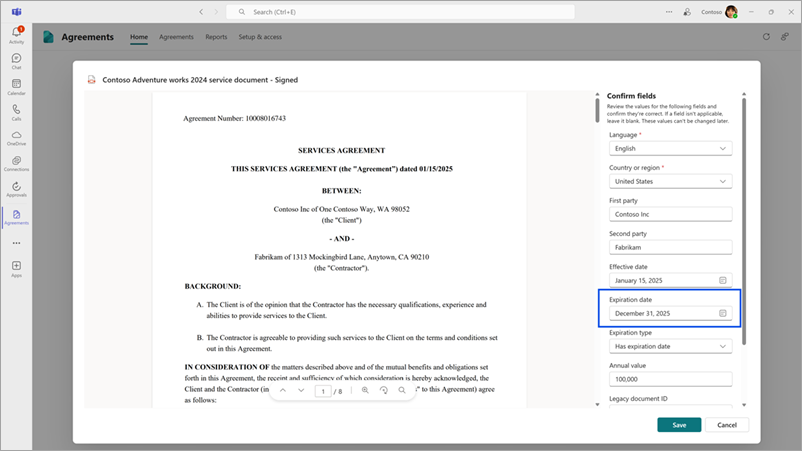 Search (Ctrl+E)
Contoso
Activity
Chat
Calendar
Calls
OneDrive
Connections
Approvals
Agreements
Apps
Agreements
Home
Agreements
Reports
Setup & access
Contoso Adventure works 2024 service document - Signed
Agreement Number: 10008016743
SERVICES AGREEMENT
THIS SERVICES AGREEMENT (the "Agreement") dated 01/15/2025
BETWEEN:
Contoso Inc of One Contoso Way, WA 98052
(the "Client")
- AND -
Fabrikam of 1313 Mockingbird Lane, Anytown, CA 90210
(the "Contractor").
BACKGROUND:
A. The Client is of the opinion that the Contractor has the necessary qualifications, experience and
abilities to provide services to the Client.
B. The Contractor is agreeable to providing such services to the Client on the terms and conditions set
out in this Agreement.
IN CONSIDERATION OF the matters described above and of the mutual benefits and obligations set
forth in this Agreement, the receipt and sufficiency of which consideration is hereby acknowledged, the
Client and the Contractor (in
" to this Agreement) agree
as follows:
1 / 8
Confirm fields
Review the values for the following fields and
confirm they're correct. If a field isn't applicable,
leave it blank. These values can't be changed later.
Language *
English
Country or region *
United States
First party
Contoso Inc
Second party
Fabrikam
Effective date
January 15, 2025
Expiration date
December 31, 2025
Expiration type
Has expiration date
Annual value
100,000
Legacy document ID
Save
Cancel